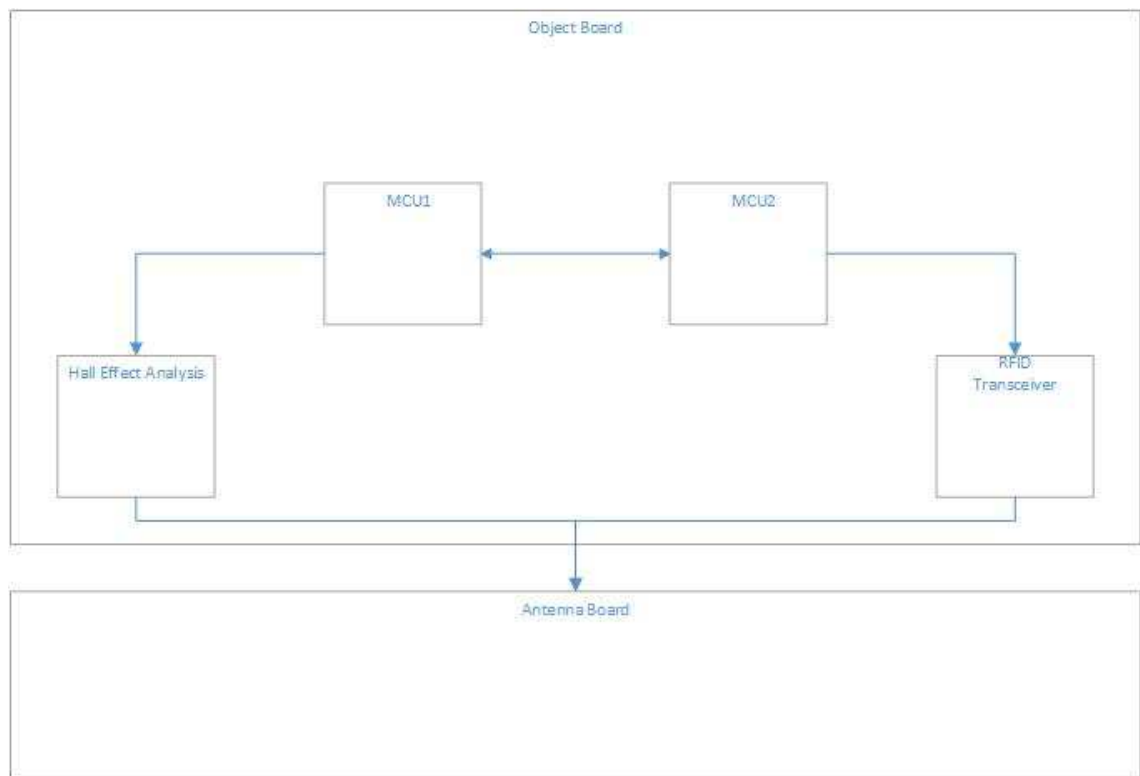 Object Board
MCU1
MCU2
Hall Effect Analysis
RFID
Transceiver
Antenna Board